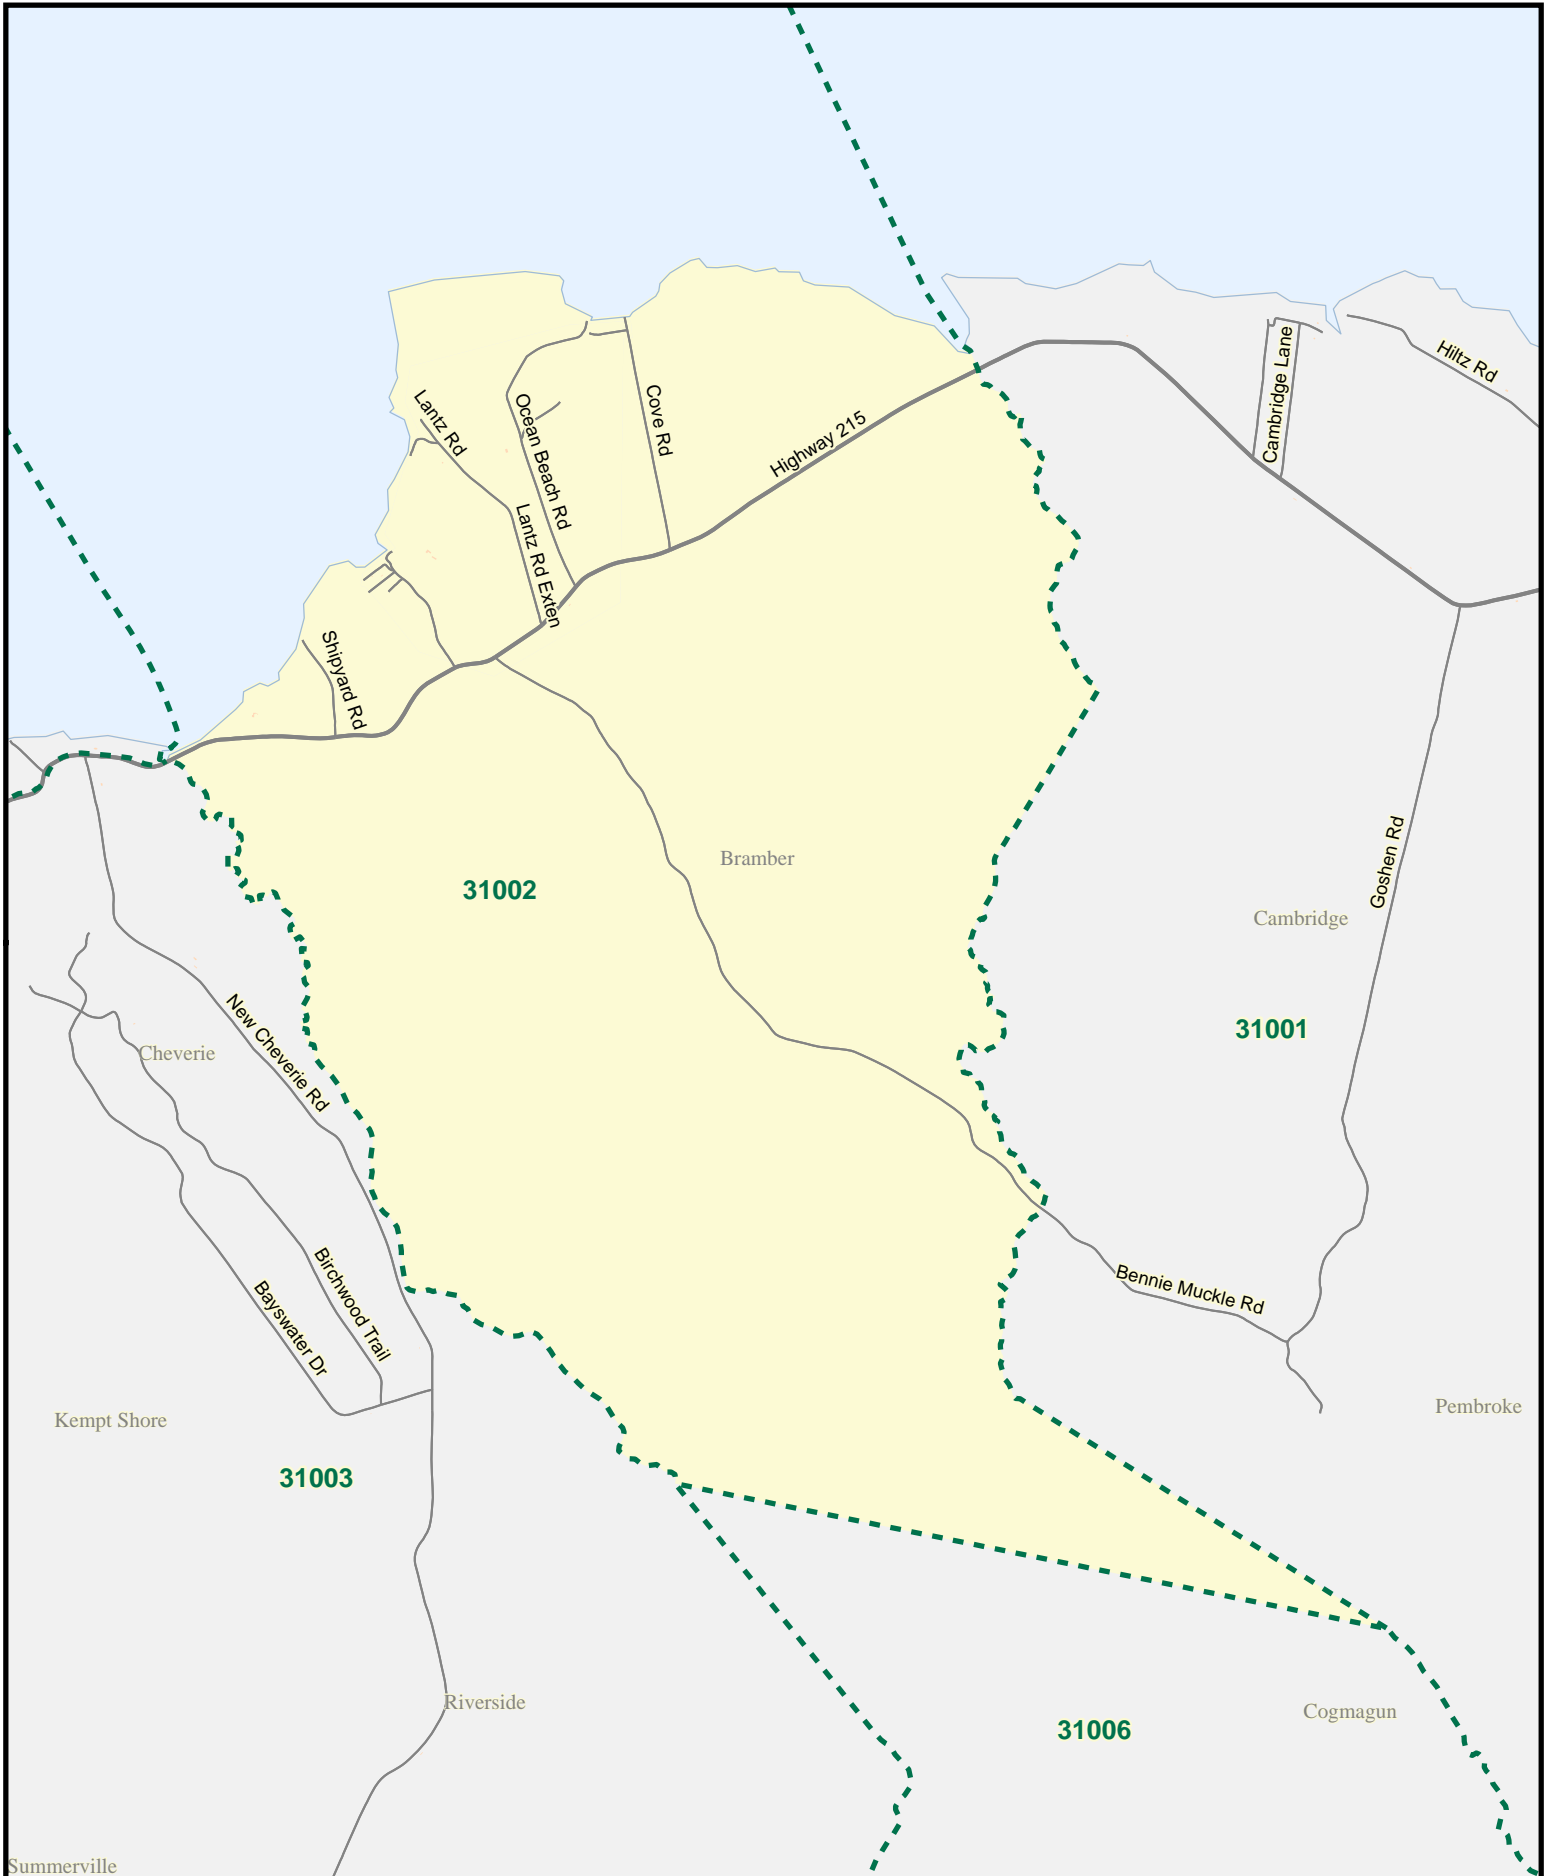 Hiltz Rd
Cambridge Lane
Lantz Rd
Ocean Beach Rd
Cove Rd
Highway 215
Lantz Rd Exten
Shipyard Rd
Bramber
31002
Goshen Rd
Cambridge
31001
New Cheverie Rd
Cheverie
Birchwood Trail
Bayswater Dr
Bennie Muckle Rd
Kempt Shore
Pembroke
31003
Riverside
Cogmagun
31006
Summerville